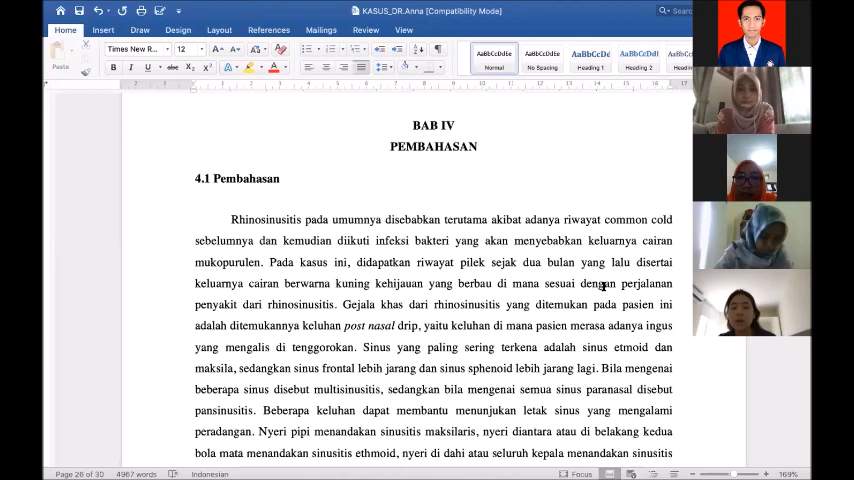 KASUS_DR.Anna [Compatibility Mode]
Home Insert Draw Design Layout References Mailings Review View
Times New R... 12
Paste
AaBbCcDdEe AaBbCcDdEe AaBbCcDd AaBbCcDdEe
Normal No Spacing Heading 1 Heading 2
BAB IV
PEMBAHASAN
4.1 Pembahasan
Rhinosinusitis pada umumnya disebabkan terutama akibat adanya riwayat common cold
sebelumnya dan kemudian diikuti infeksi bakteri yang akan menyebabkan keluarnya cairan
mukopurulen. Pada kasus ini, didapatkan riwayat pilek sejak dua bulan yang lalu disertai
keluarnya cairan berwarna kuning kehijauan yang berbau di mana sesuai dengan perjalanan
penyakit dari rhinosinusitis. Gejala khas dari rhinosinusitis yang ditemukan pada pasien ini
adalah ditemukannya keluhan post nasal drip, yaitu keluhan di mana pasien merasa adanya ingus
yang mengalis di tenggorokan. Sinus yang paling sering terkena adalah sinus etmoid dan
maksila, sedangkan sinus frontal lebih jarang dan sinus sphenoid lebih jarang lagi. Bila mengenai
beberapa sinus disebut multisinusitis, sedangkan bila mengenai semua sinus paranasal disebut
pansinusitis. Beberapa keluhan dapat membantu menunjukan letak sinus yang mengalami
peradangan. Nyeri pipi menandakan sinusitis maksilaris, nyeri diantara atau di belakang kedua
bola mata menandakan sinusitis ethmoid, nyeri di dahi atau seluruh kepala menandakan sinusitis
Page 26 of 30 4967 words Indonesian Focus 169%